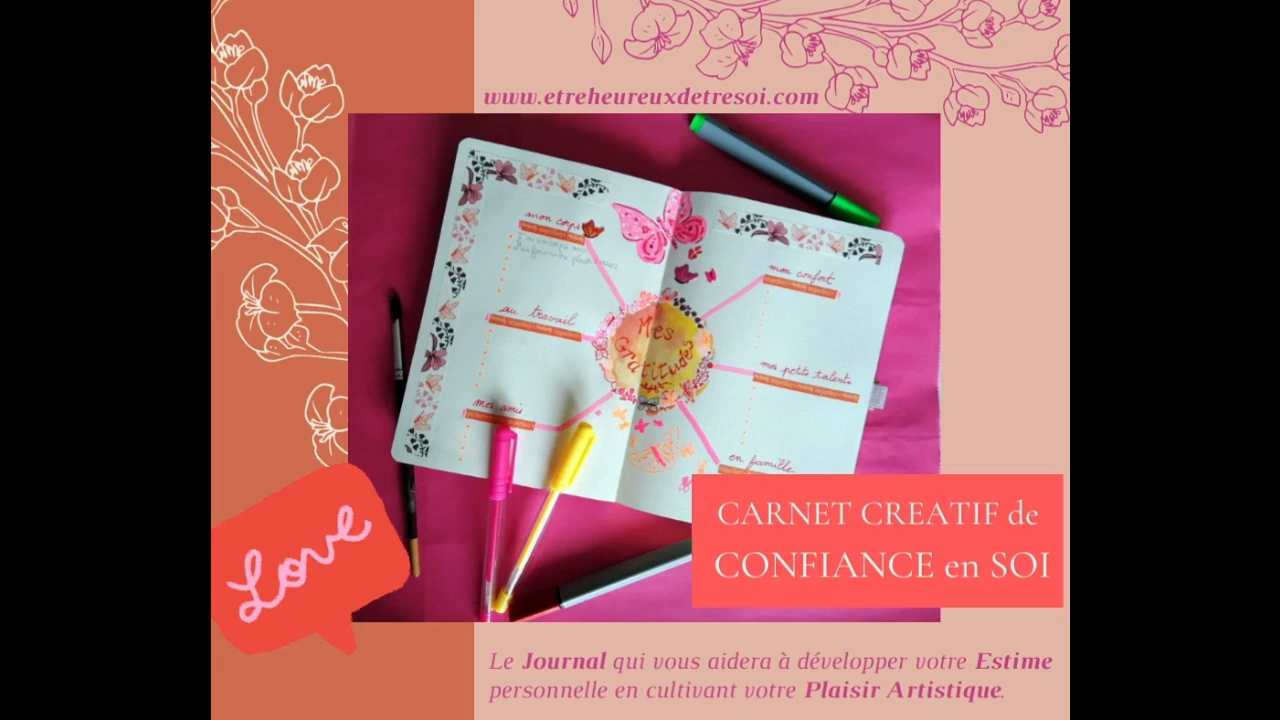 www.etreheureuxdetresoi.com
mon corps
au travail
mes amis
Mes
Gratitudes
mon confort
mes petits talents
en famille
Love
CARNET CREATIF de
CONFIANCE en SOI
Le Journal qui vous aidera à développer votre Estime
personnelle en cultivant votre Plaisir Artistique.